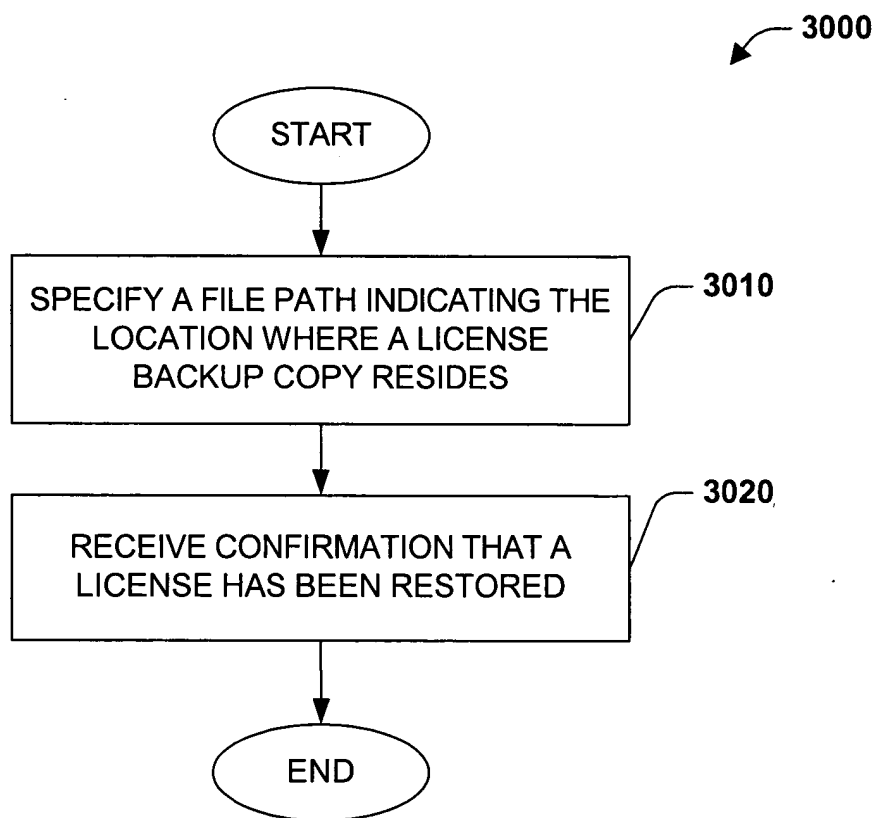 3000
START
SPECIFY A FILE PATH INDICATING THE
LOCATION WHERE A LICENSE
BACKUP COPY RESIDES
3010
RECEIVE CONFIRMATION THAT A
LICENSE HAS BEEN RESTORED
3020
END